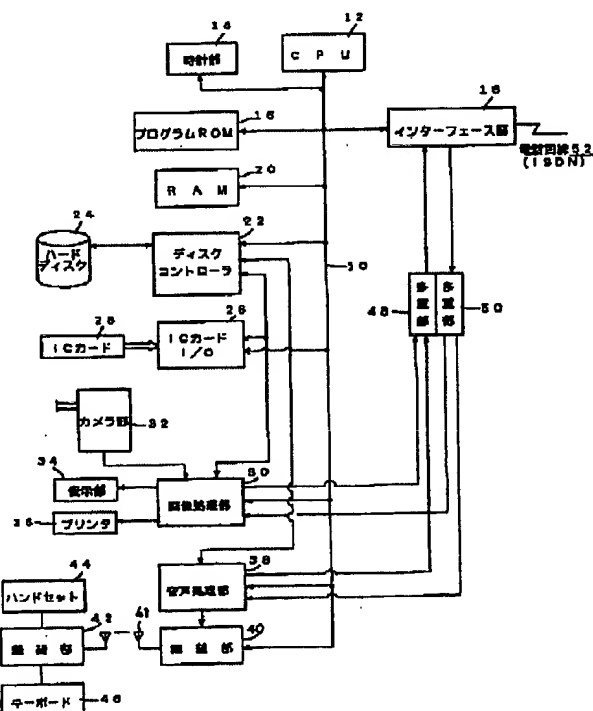 14
12
時計部
CPU
16
プログラムROM
インターフェース部
電話回線52
(ISDN)
20
RAM
24
22
ハード
ディスク
ディスク
コントローラ
48
多重部
多重部
50
28
26
ICカード
ICカード
I/O
カメラ部
32
34
30
表示部
画像処理部
36
プリンタ
38
音声処理部
44
ハンドセット
42
41
40
無線部
無線部
キーボード
46